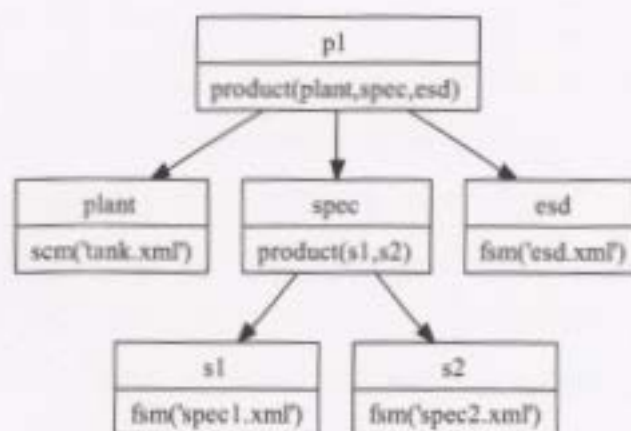 p1
product(plant,spec,esd)
plant
spec
esd
scm('tank.xml')
product(s1,s2)
fsm('esd.xml')
s1
s2
fsm('spec1.xml')
fsm('spec2.xml')